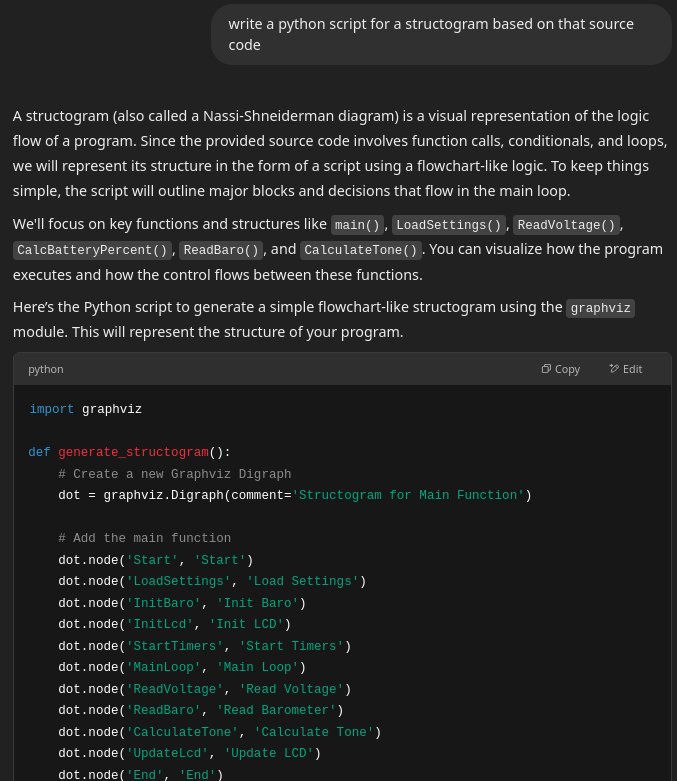 write a python script for a structogram based on that source
code
A structogram (also called a Nassi-Shneiderman diagram) is a visual representation of the logic
flow of a program. Since the provided source code involves function calls, conditionals, and loops,
we will represent its structure in the form of a script using a flowchart-like logic. To keep things
simple, the script will outline major blocks and decisions that flow in the main loop.
We'll focus on key functions and structures like main(), LoadSettings(), ReadVoltage(),
CalcBatteryPercent(), ReadBaro(), and CalculateTone(). You can visualize how the program
executes and how the control flows between these functions.
Here’s the Python script to generate a simple flowchart-like structogram using the graphviz
module. This will represent the structure of your program.
python Copy Edit
import graphviz
def generate_structogram():
    # Create a new Graphviz Digraph
    dot = graphviz.Digraph(comment='Structogram for Main Function')
    # Add the main function
    dot.node('Start', 'Start')
    dot.node('LoadSettings', 'Load Settings')
    dot.node('InitBaro', 'Init Baro')
    dot.node('InitLcd', 'Init LCD')
    dot.node('StartTimers', 'Start Timers')
    dot.node('MainLoop', 'Main Loop')
    dot.node('ReadVoltage', 'Read Voltage')
    dot.node('ReadBaro', 'Read Barometer')
    dot.node('CalculateTone', 'Calculate Tone')
    dot.node('UpdateLcd', 'Update LCD')
    dot.node('End', 'End')